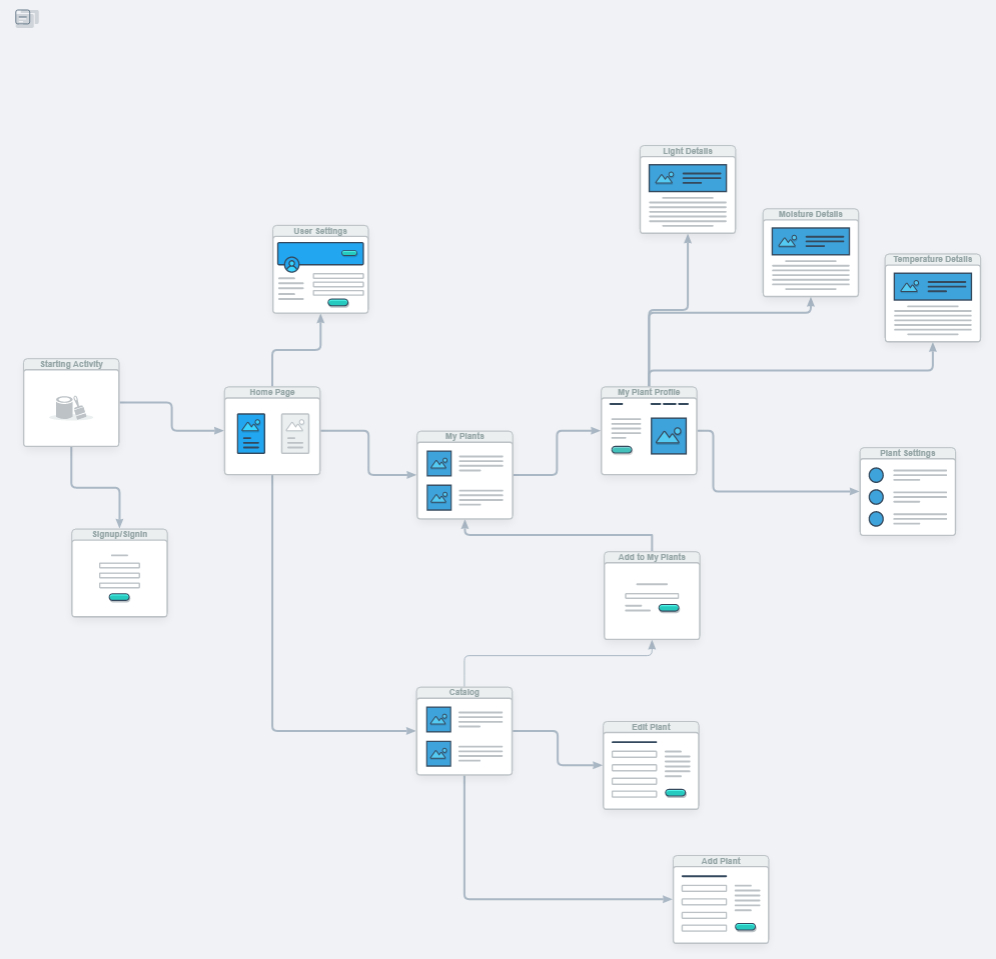 Light Details
Moisture Details
User Settings
Temperature Details
Starting Activity
Home Page
My Plant Profile
My Plants
Plant Settings
Signup/Signin
Add to My Plants
Catalog
Edit Plant
Add Plant